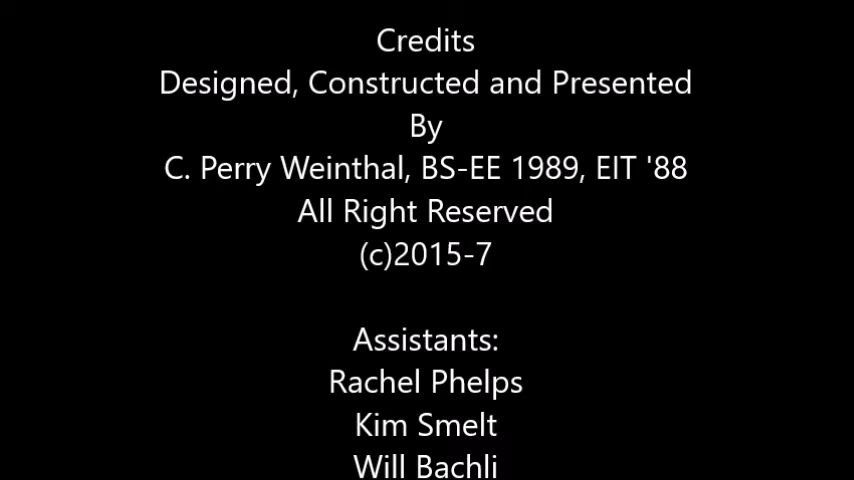 Credits
Designed, Constructed and Presented
By
C. Perry Weinthal, BS-EE 1989, EIT '88
All Right Reserved
(c)2015-7
Assistants:
Rachel Phelps
Kim Smelt
Will Bachli